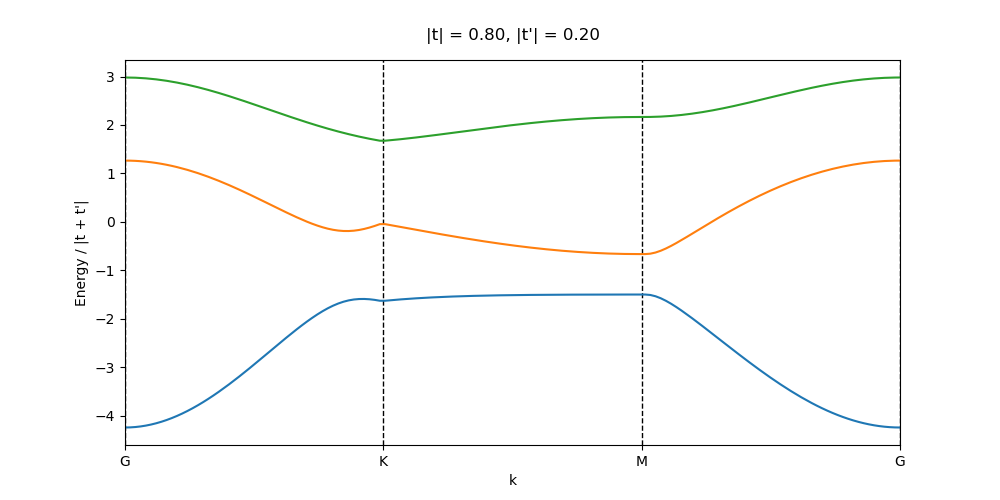 |t| = 0.80, |t'| = 0.20
Energy / |t + t'|
3
2
1
0
−1
−2
−3
−4
G
K
M
G
k